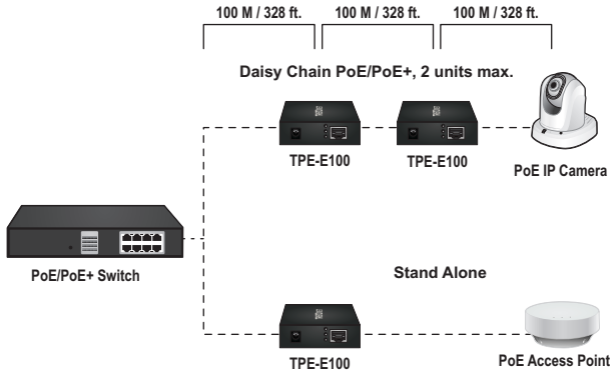 100 M / 328 ft. 100 M / 328 ft. 100 M / 328 ft.
Daisy Chain PoE/PoE+, 2 units max.
TPE-E100 TPE-E100
PoE IP Camera
PoE/PoE+ Switch
Stand Alone
TPE-E100
PoE Access Point